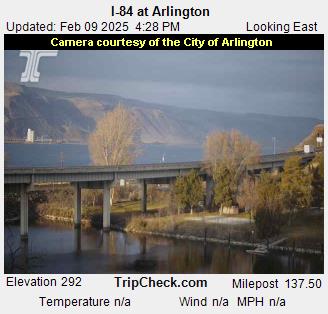 I-84 at Arlington
Updated: Feb 09 2025 4:28 PM Looking East
Camera courtesy of the City of Arlington
Elevation 292 TripCheck.com Milepost 137.50
Temperature n/a Wind n/a MPH n/a